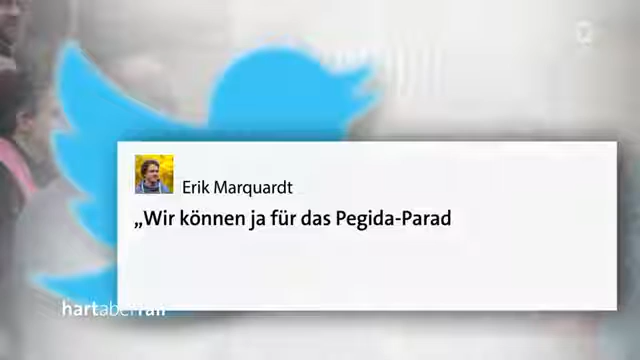 Erik Marquardt
„Wir können ja für das Pegida-Parad
hartaberfair